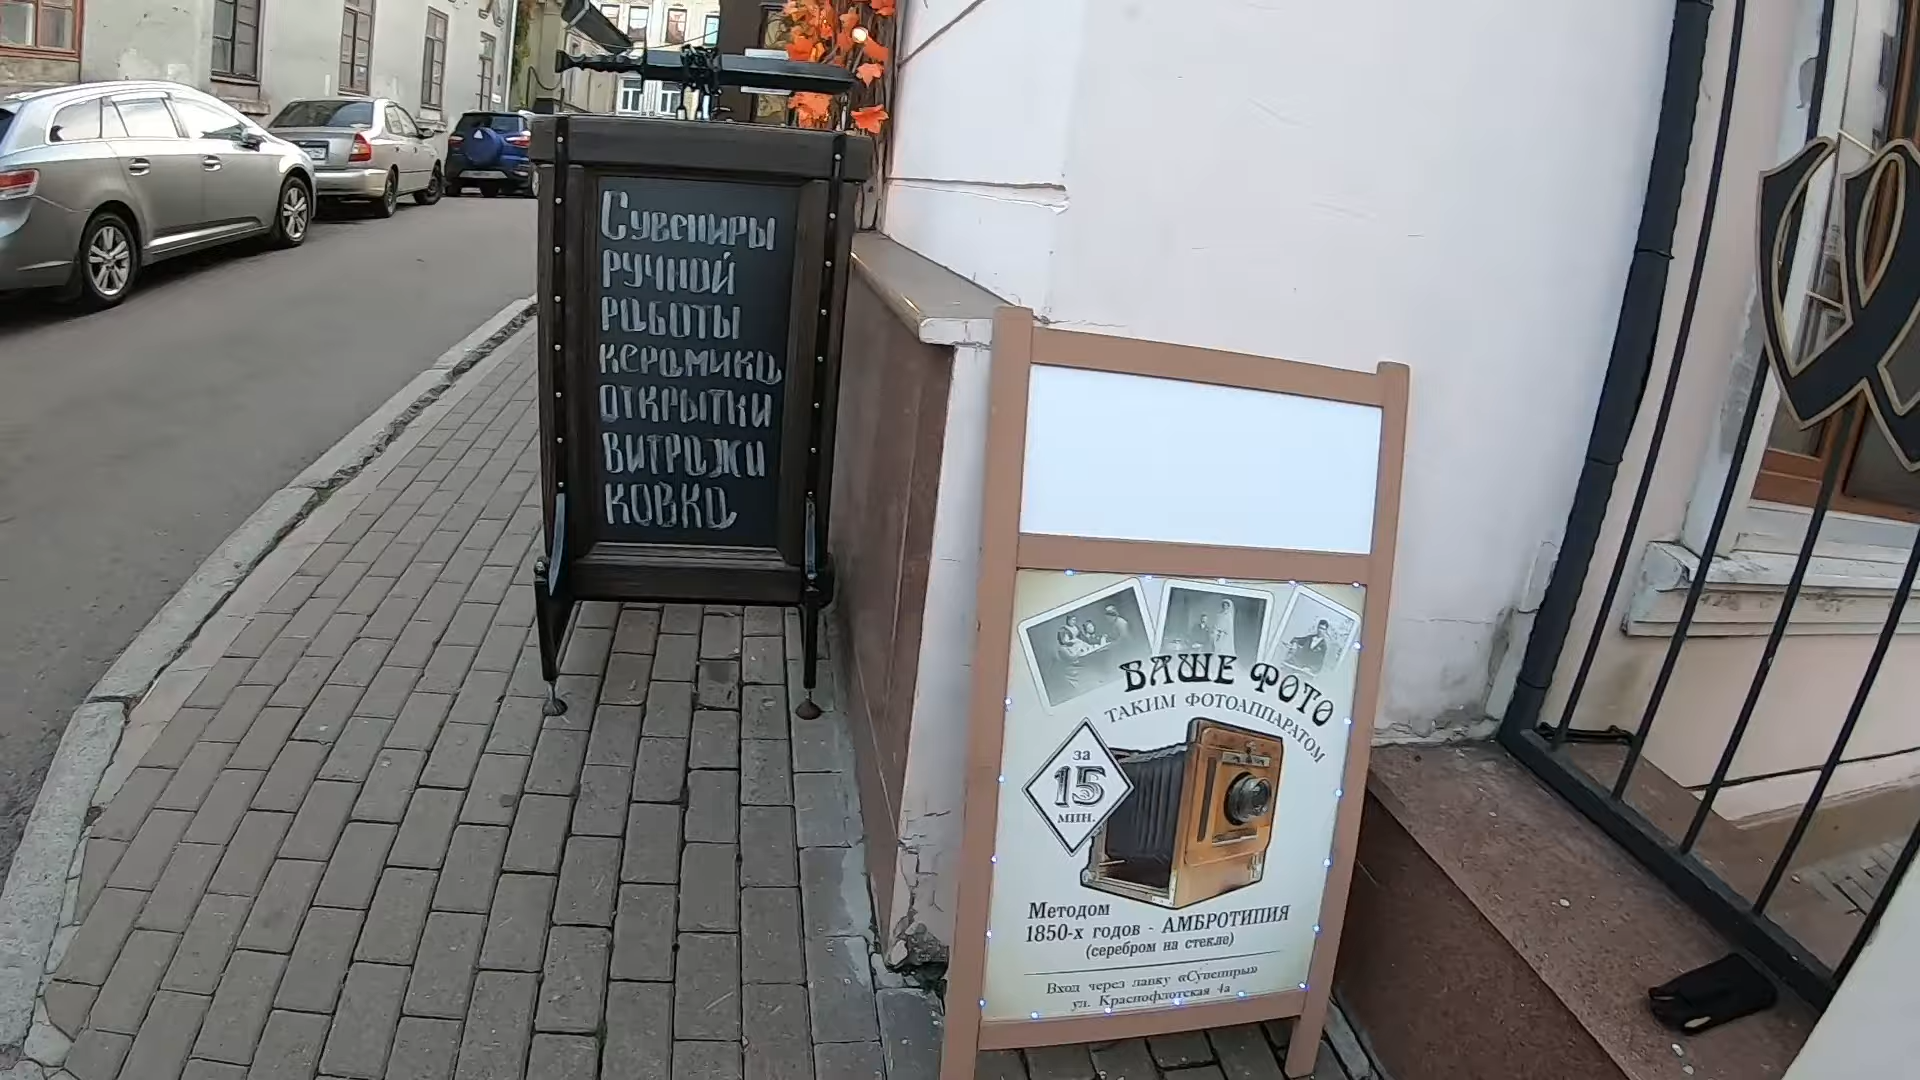 Сувениры
ручной
работы
керамика
открытки
витражи
ковка
ВАШЕ ФОТО
ТАКИМ ФОТОАППАРАТОМ
за
15
мин.
Методом
1850-х годов - АМБРОТИПИЯ
(серебром на стекле)
Вход через лавку «Сувениры»
ул. Краснофлотская 4а